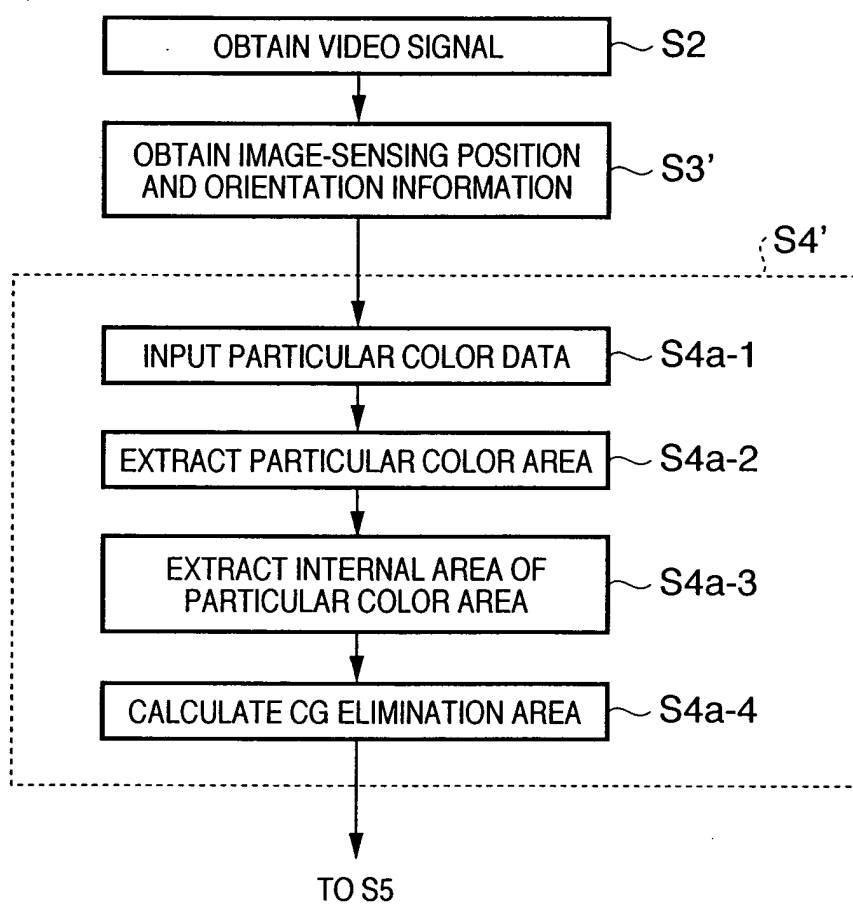 OBTAIN VIDEO SIGNAL S2
OBTAIN IMAGE-SENSING POSITION
AND ORIENTATION INFORMATION S3’
S4’
INPUT PARTICULAR COLOR DATA S4a-1
EXTRACT PARTICULAR COLOR AREA S4a-2
EXTRACT INTERNAL AREA OF
PARTICULAR COLOR AREA S4a-3
CALCULATE CG ELIMINATION AREA S4a-4
TO S5